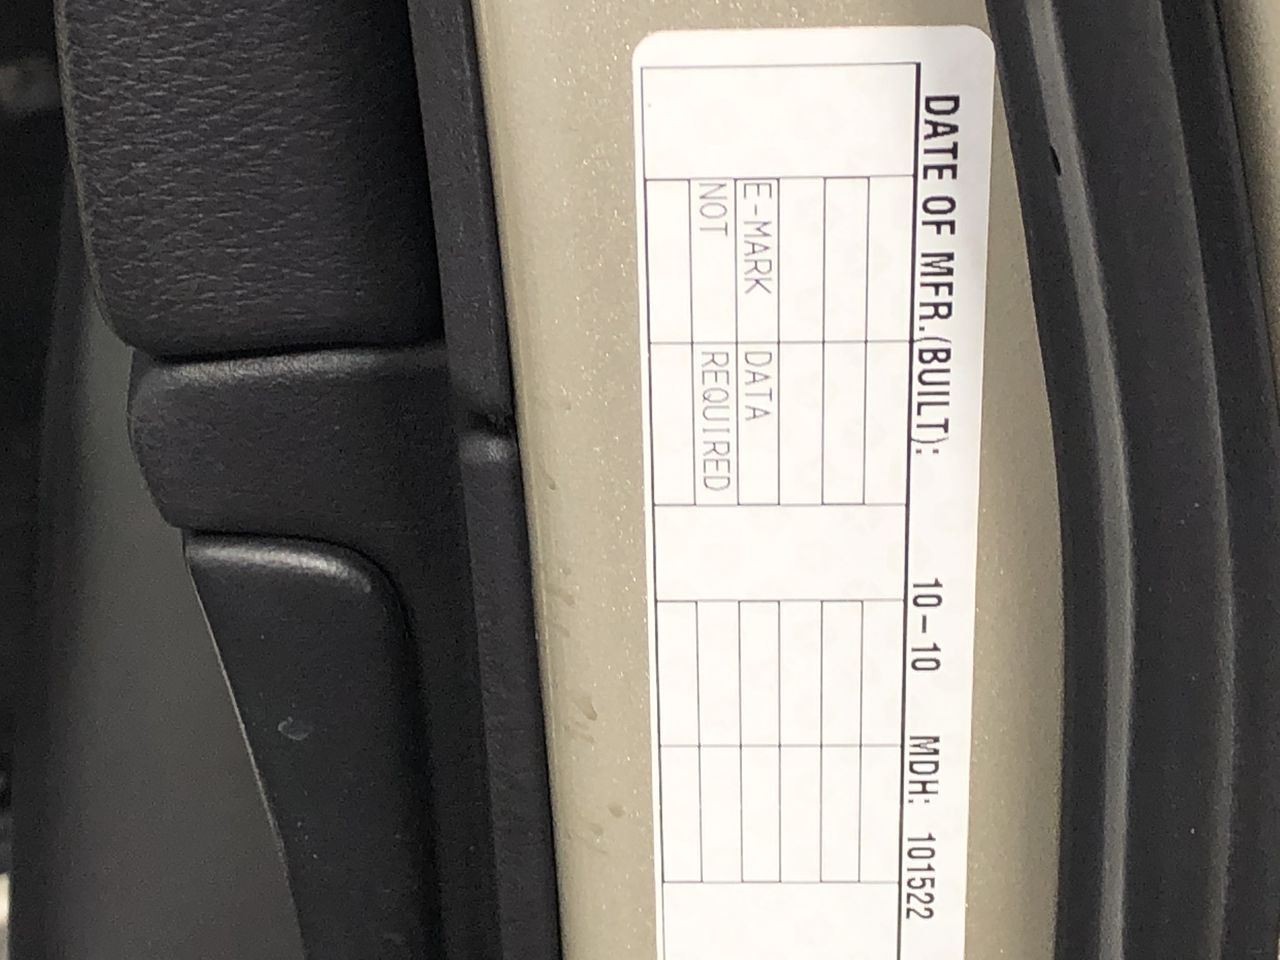 DATE OF MFR.(BUILT): 10-10 MDH: 101522
E-MARK DATA
NOT REQUIRED